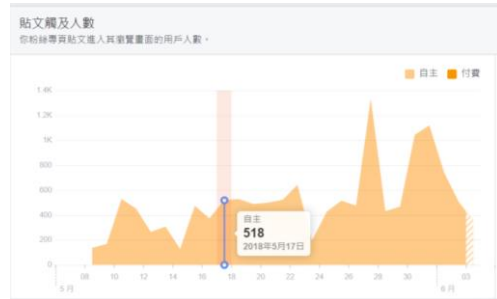 貼文觸及人數
你粉絲專頁貼文進入其瀏覽畫面的用戶人數。
自主 付費
1.4K
1.2K
1K
800
600
400
200
0
自主
518
2018年5月17日
08 10 12 14 16 18 20 22 24 26 28 30 03
5月 6月